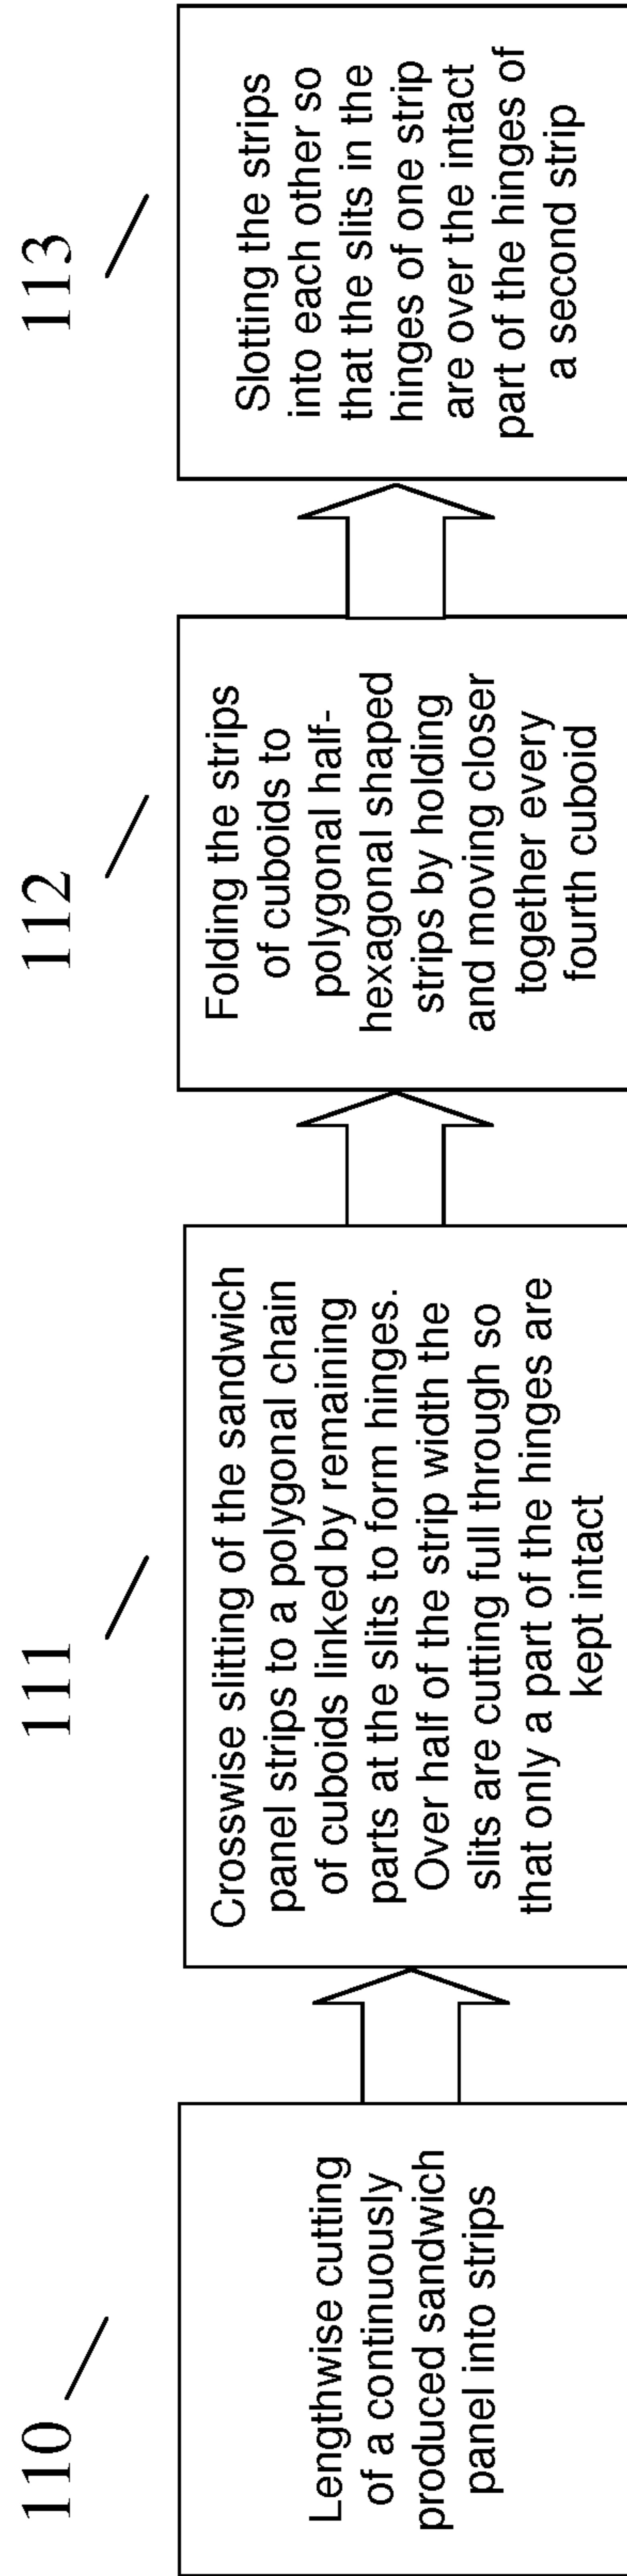 110
Lengthwise cutting
of a continuously
produced sandwich
panel into strips
111
Crosswise slitting of the sandwich
panel strips to a polygonal chain
of cuboids linked by remaining
parts at the slits to form hinges.
Over half of the strip width the
slits are cutting full through so
that only a part of the hinges are
kept intact
112
Folding the strips
of cuboids to
polygonal half-
hexagonal shaped
strips by holding
and moving closer
together every
fourth cuboid
113
Slotting the strips
into each other so
that the slits in the
hinges of one strip
are over the intact
part of the hinges of
a second strip